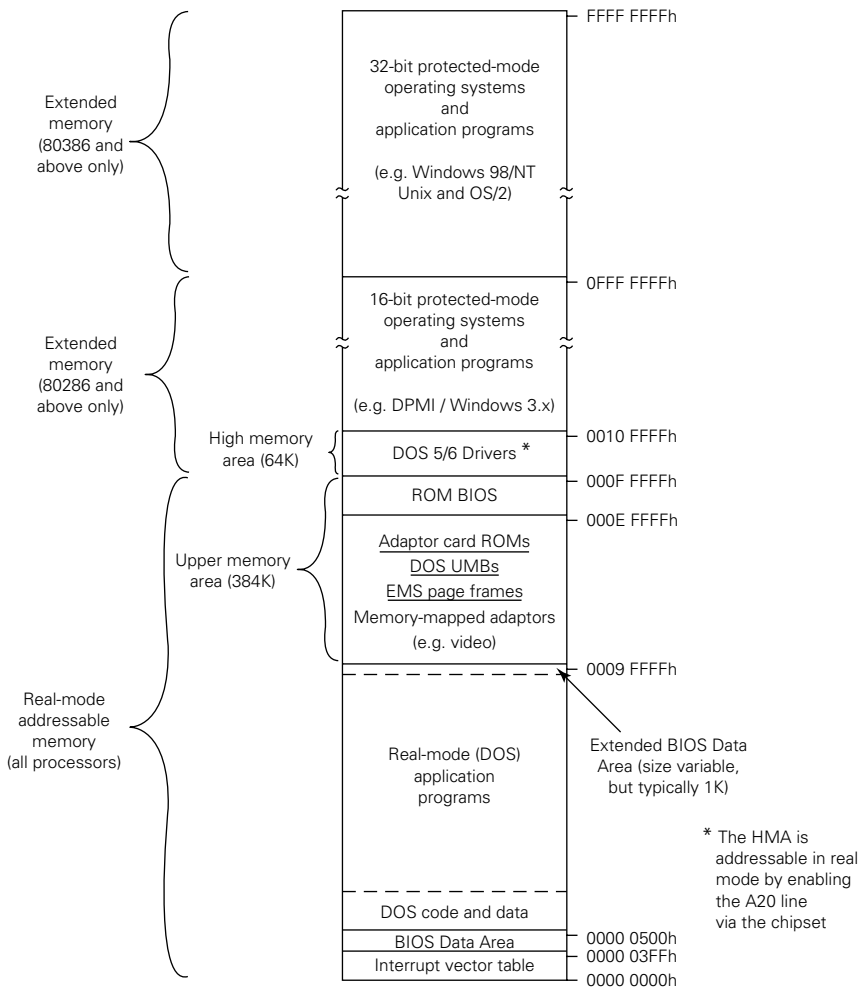 FFFF FFFFh
32-bit protected-mode
operating systems
and
application programs
(e.g. Windows 98/NT
Unix and OS/2)
Extended
memory
(80386 and
above only)
0FFF FFFFh
16-bit protected-mode
operating systems
and
application programs
(e.g. DPMI / Windows 3.x)
Extended
memory
(80286 and
above only)
0010 FFFFh
High memory
area (64K)
DOS 5/6 Drivers *
000F FFFFh
ROM BIOS
000E FFFFh
Upper memory
area (384K)
Adaptor card ROMs
DOS UMBs
EMS page frames
Memory-mapped adaptors
(e.g. video)
0009 FFFFh
Real-mode
addressable
memory
(all processors)
Real-mode (DOS)
application
programs
Extended BIOS Data
Area (size variable,
but typically 1K)
* The HMA is
addressable in real
mode by enabling
the A20 line
via the chipset
DOS code and data
0000 0500h
BIOS Data Area
0000 03FFh
Interrupt vector table
0000 0000h